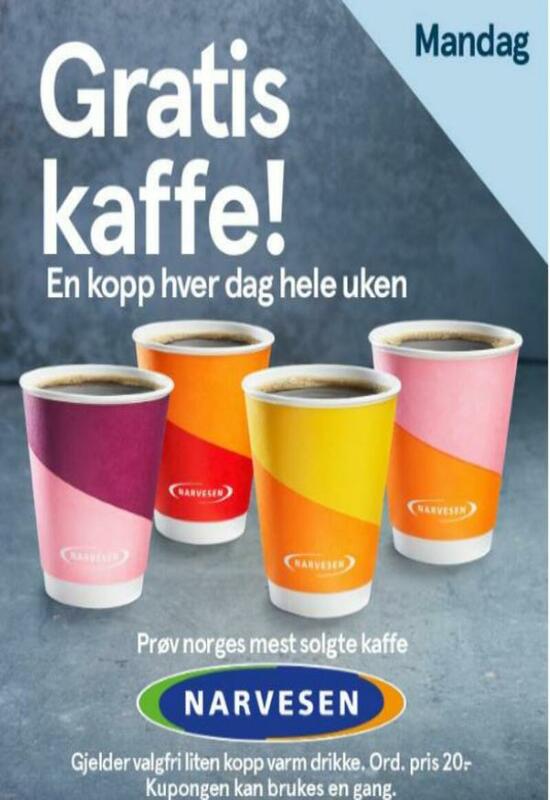 Mandag
Gratis
kaffe!
En kopp hver dag hele uken
NARVESEN
NARVESEN
NARVESEN
NARVESEN
Prøv norges mest solgte kaffe
NARVESEN
Gjelder valgfri liten kopp varm drikke. Ord. pris 20,-
Kupongen kan brukes en gang.